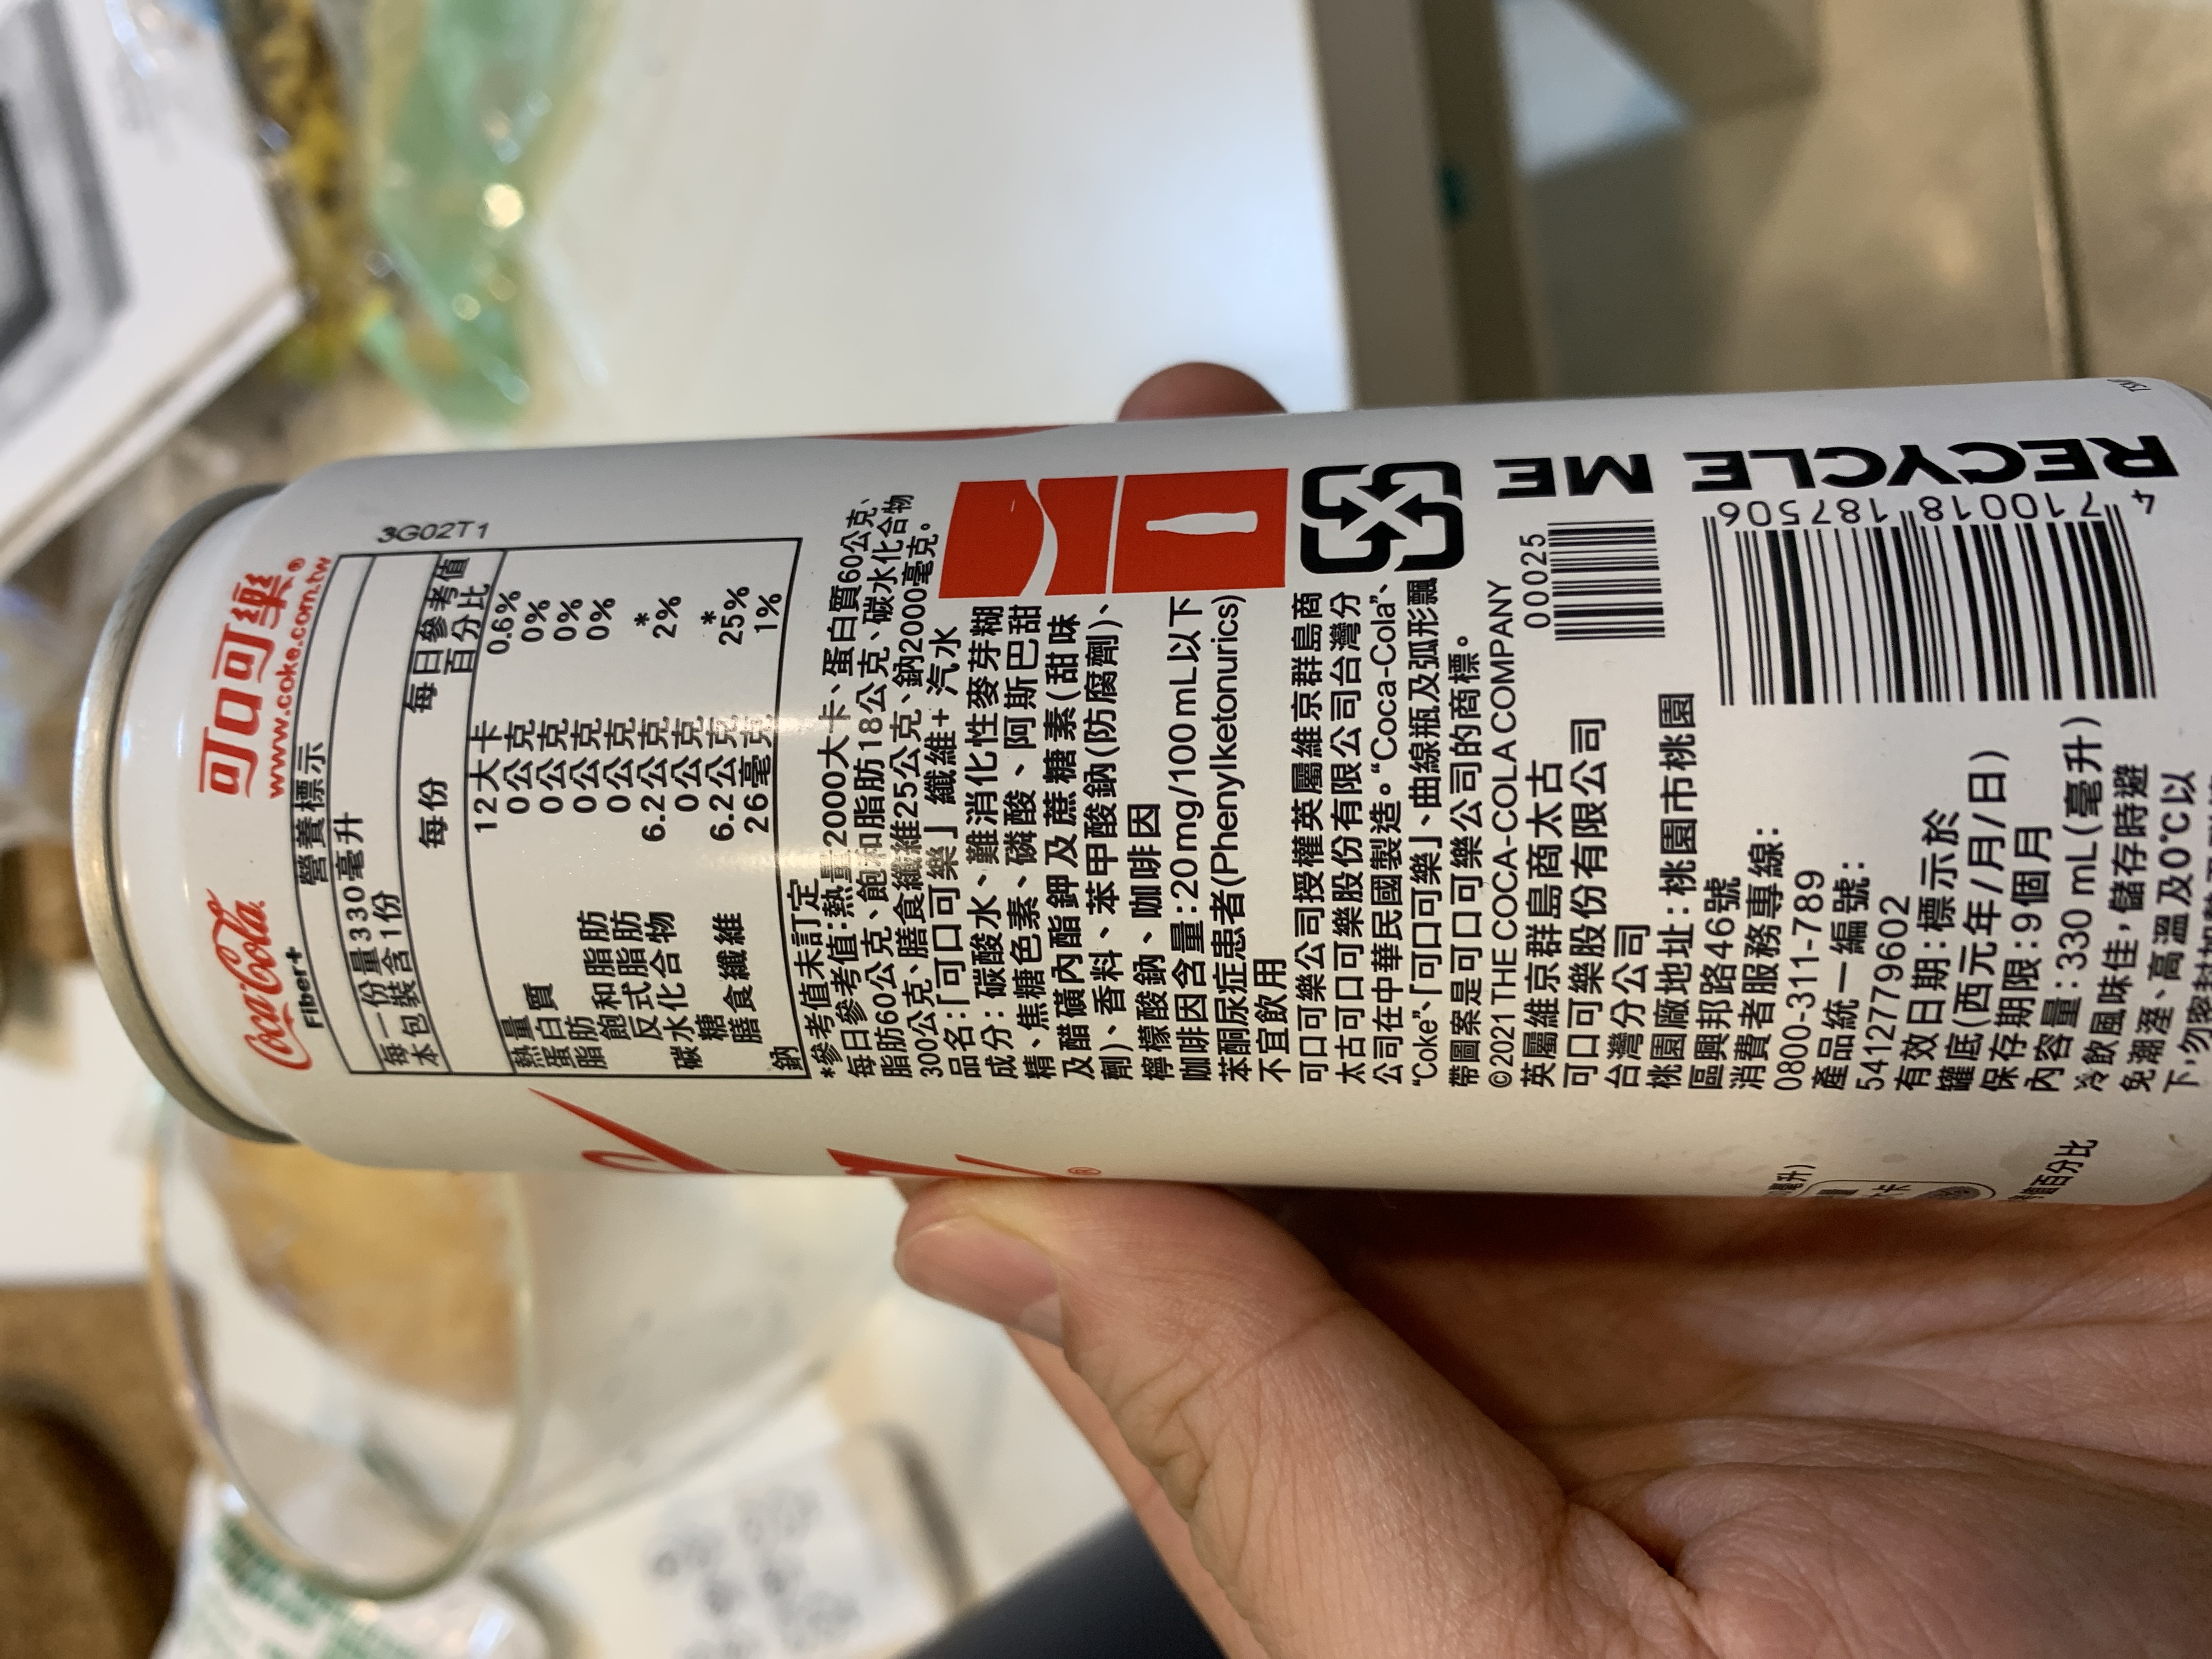 Coca-Cola
Fiber+
可口可樂®
www.coke.com.tw
營養標示
每一份量330毫升
本包裝含1份
每份 每日參考值百分比
熱量 12大卡 0.6%
蛋白質 0公克 0%
脂肪 0公克 0%
飽和脂肪 0公克 0%
反式脂肪 0公克 *
碳水化合物 6.2公克 2%
糖 0公克 *
膳食纖維 6.2公克 25%
鈉 26毫克 1%
3G02T1
*參考值未訂定
每日參考值:熱量2000大卡、蛋白質60公克、
脂肪60公克、飽和脂肪18公克、碳水化合物
300公克、膳食纖維25公克、鈉2000毫克。
品名:「可口可樂」纖維+ 汽水
成分:碳酸水、難消化性麥芽糊
精、焦糖色素、磷酸、阿斯巴甜
及醋磺內酯鉀及蔗糖素(甜味
劑)、香料、苯甲酸鈉(防腐劑)、
檸檬酸鈉、咖啡因
咖啡因含量:20mg/100mL以下
苯酮尿症患者(Phenylketonurics)
不宜飲用
可口可樂公司授權英屬維京群島商
太古可口可樂股份有限公司台灣分
公司在中華民國製造。“Coca-Cola”、
“Coke”、「可口可樂」、曲線瓶及弧形飄
帶圖案是可口可樂公司的商標。
©2021 THE COCA-COLA COMPANY
英屬維京群島商太古
可口可樂股份有限公司
台灣分公司
桃園廠地址:桃園市桃園
區興邦路46號
消費者服務專線:
0800-311-789
產品統一編號:
5412779602
有效日期:標示於
罐底(西元年/月/日)
保存期限:9個月
內容量:330 mL(毫升)
冷飲風味佳,儲存時避
免潮溼、高溫及0℃以
00025
4 710018 187506
RECYCLE ME
®
毫升)
大卡
值百分比